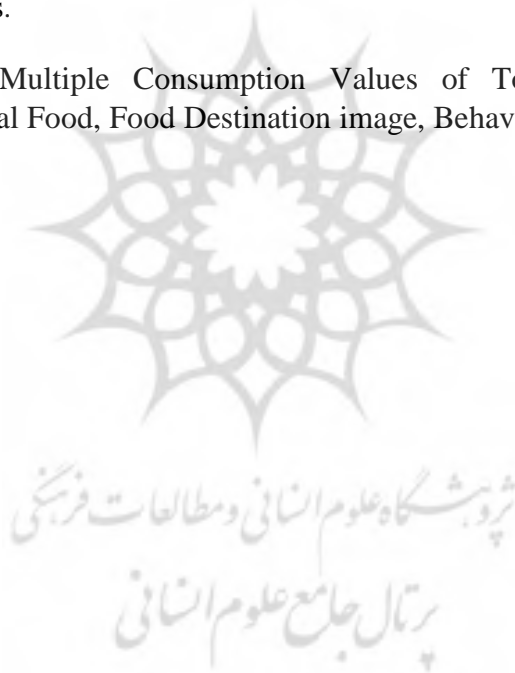 s.
Multiple Consumption Values of To
al Food, Food Destination image, Behav
پژوهشگاه علوم انسانی و مطالعات فرهنگی
پرتال جامع علوم انسانی